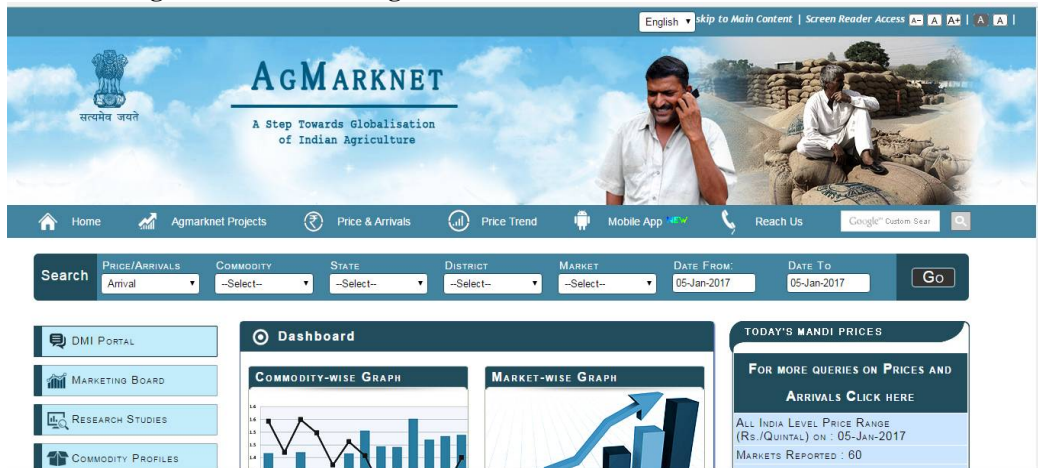 English skip to Main Content | Screen Reader Access A- A A+ | A A |
AGMARKNET
सत्यमेव जयते
A Step Towards Globalisation
of Indian Agriculture
Home Agmarknet Projects Price & Arrivals Price Trend Mobile App NEW Reach Us Google Custom Sear
Search
PRICE/ARRIVALS COMMODITY STATE DISTRICT MARKET DATE FROM: DATE TO
Arrival --Select-- --Select-- --Select-- --Select-- 05-Jan-2017 05-Jan-2017 Go
DMI PORTAL
MARKETING BOARD
RESEARCH STUDIES
COMMODITY PROFILES
Dashboard
COMMODITY-WISE GRAPH
MARKET-WISE GRAPH
TODAY'S MANDI PRICES
FOR MORE QUERIES ON PRICES AND
ARRIVALS CLICK HERE
ALL INDIA LEVEL PRICE RANGE
(RS./QUINTAL) ON : 05-JAN-2017
MARKETS REPORTED : 60